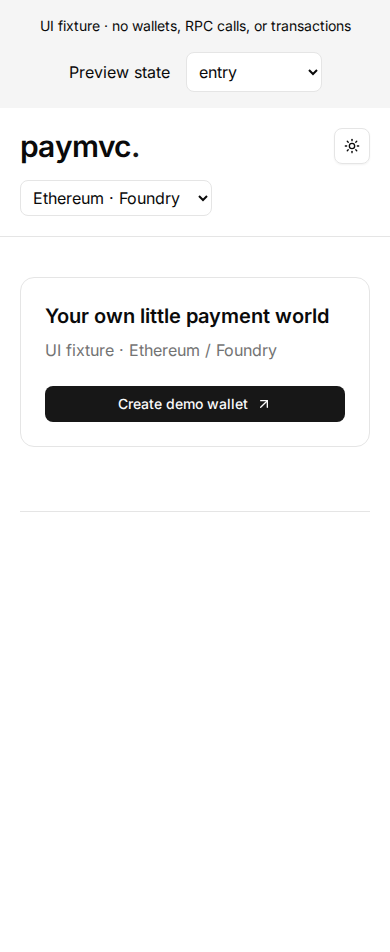 UI fixture · no wallets, RPC calls, or transactions
Preview state entry
paymvc.
Ethereum · Foundry
Your own little payment world
UI fixture · Ethereum / Foundry
Create demo wallet